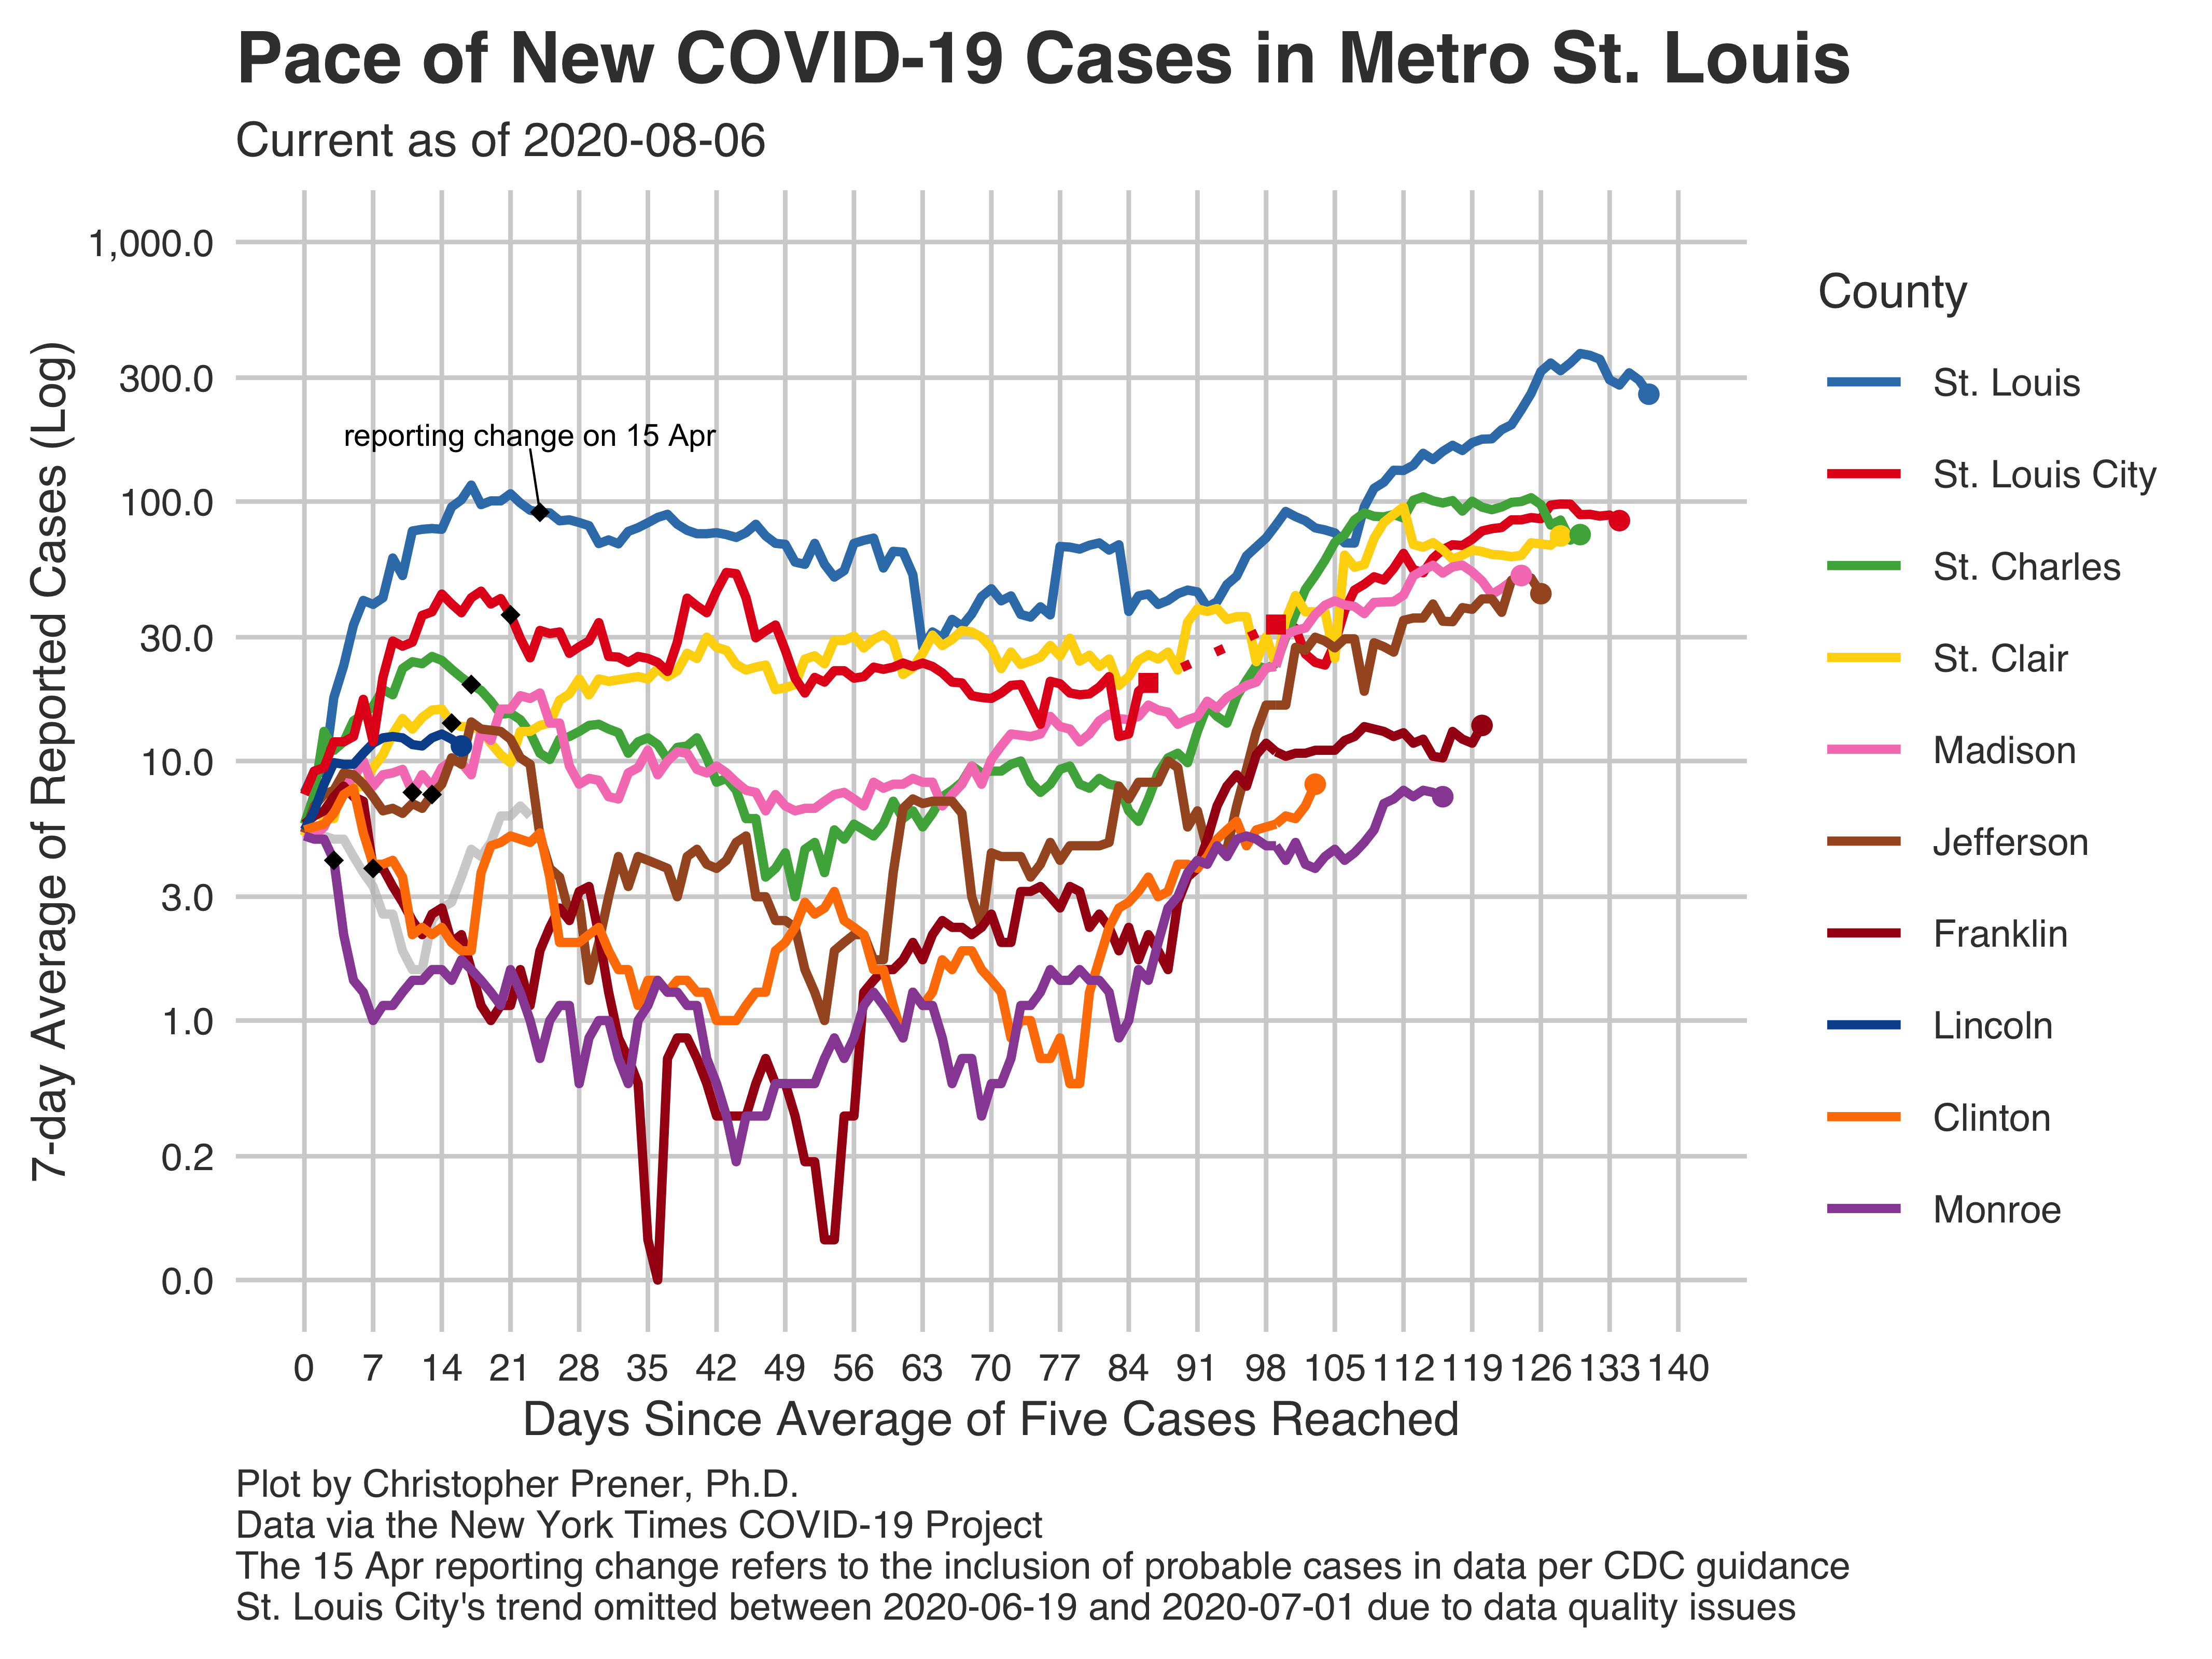 Pace of New COVID-19 Cases in Metro St. Louis
Current as of 2020-08-06
7-day Average of Reported Cases (Log)
1,000.0
300.0
100.0
30.0
10.0
3.0
1.0
0.2
0.0
reporting change on 15 Apr
0 7 14 21 28 35 42 49 56 63 70 77 84 91 98 105 112 119 126 133 140
Days Since Average of Five Cases Reached
County
St. Louis
St. Louis City
St. Charles
St. Clair
Madison
Jefferson
Franklin
Lincoln
Clinton
Monroe
Plot by Christopher Prener, Ph.D.
Data via the New York Times COVID-19 Project
The 15 Apr reporting change refers to the inclusion of probable cases in data per CDC guidance
St. Louis City's trend omitted between 2020-06-19 and 2020-07-01 due to data quality issues